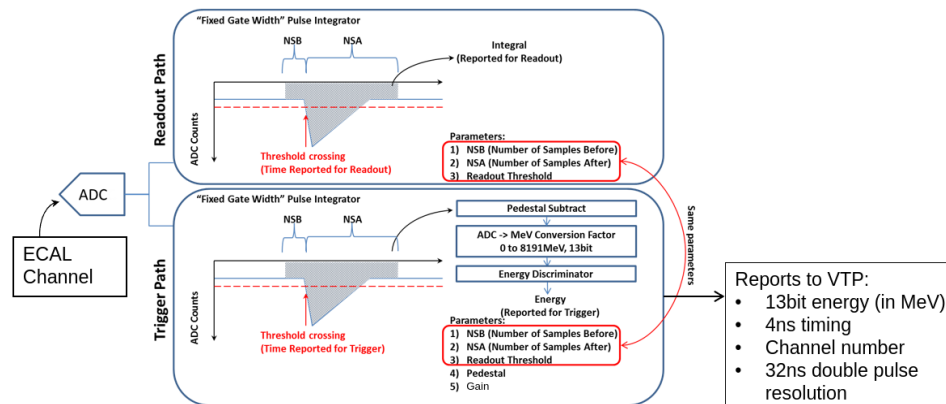 "Fixed Gate Width" Pulse Integrator
NSB
NSA
Integral
(Reported for Readout)
Readout Path
ADC Counts
Threshold crossing
(Time Reported for Readout)
Parameters:
1) NSB (Number of Samples Before)
2) NSA (Number of Samples After)
3) Readout Threshold
ADC
ECAL
Channel
"Fixed Gate Width" Pulse Integrator
NSB
NSA
Trigger Path
ADC Counts
Threshold crossing
(Time Reported for Trigger)
Pedestal Subtract
ADC -> MeV Conversion Factor
0 to 8191MeV, 13bit
Energy Discriminator
Energy
(Reported for Trigger)
Parameters:
1) NSB (Number of Samples Before)
2) NSA (Number of Samples After)
3) Readout Threshold
4) Pedestal
5) Gain
Same parameters
Reports to VTP:
• 13bit energy (in MeV)
• 4ns timing
• Channel number
• 32ns double pulse
resolution